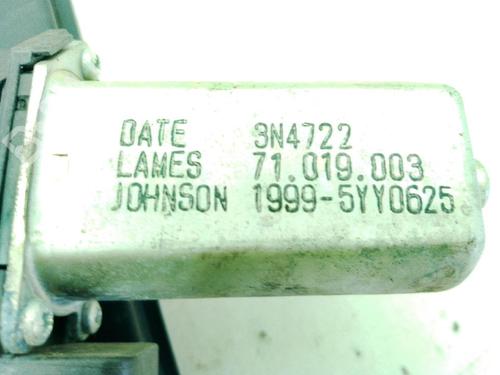 DATE 3N4722
LAMES 71.019.003
JOHNSON 1999-5YY0625